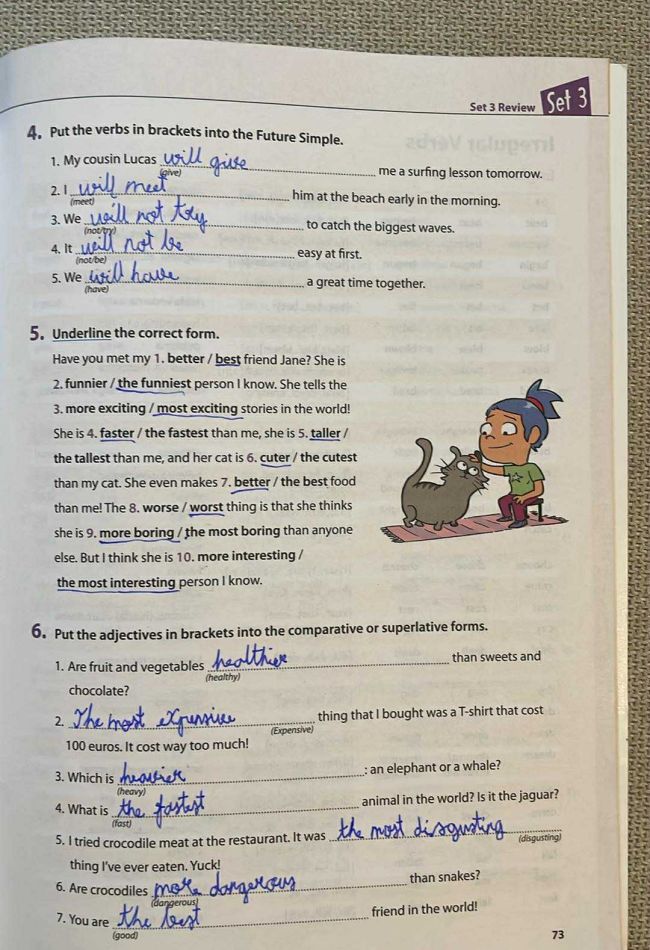 Set 3 Review Set 3
4. Put the verbs in brackets into the Future Simple.
1. My cousin Lucas will give me a surfing lesson tomorrow.
(give)
2. I will meet him at the beach early in the morning.
(meet)
3. We will not try to catch the biggest waves.
(not/try)
4. It will not be easy at first.
(not/be)
5. We will have a great time together.
(have)
5. Underline the correct form.
Have you met my 1. better / best friend Jane? She is
2. funnier / the funniest person I know. She tells the
3. more exciting / most exciting stories in the world!
She is 4. faster / the fastest than me, she is 5. taller /
the tallest than me, and her cat is 6. cuter / the cutest
than my cat. She even makes 7. better / the best food
than me! The 8. worse / worst thing is that she thinks
she is 9. more boring / the most boring than anyone
else. But I think she is 10. more interesting /
the most interesting person I know.
6. Put the adjectives in brackets into the comparative or superlative forms.
1. Are fruit and vegetables healthier than sweets and
(healthy)
chocolate?
2. The most expensive thing that I bought was a T-shirt that cost
(Expensive)
100 euros. It cost way too much!
3. Which is heavier : an elephant or a whale?
(heavy)
4. What is the fastest animal in the world? Is it the jaguar?
(fast)
5. I tried crocodile meat at the restaurant. It was the most disgusting
(disgusting)
thing I've ever eaten. Yuck!
6. Are crocodiles more dangerous than snakes?
(dangerous)
7. You are the best friend in the world!
(good)
73